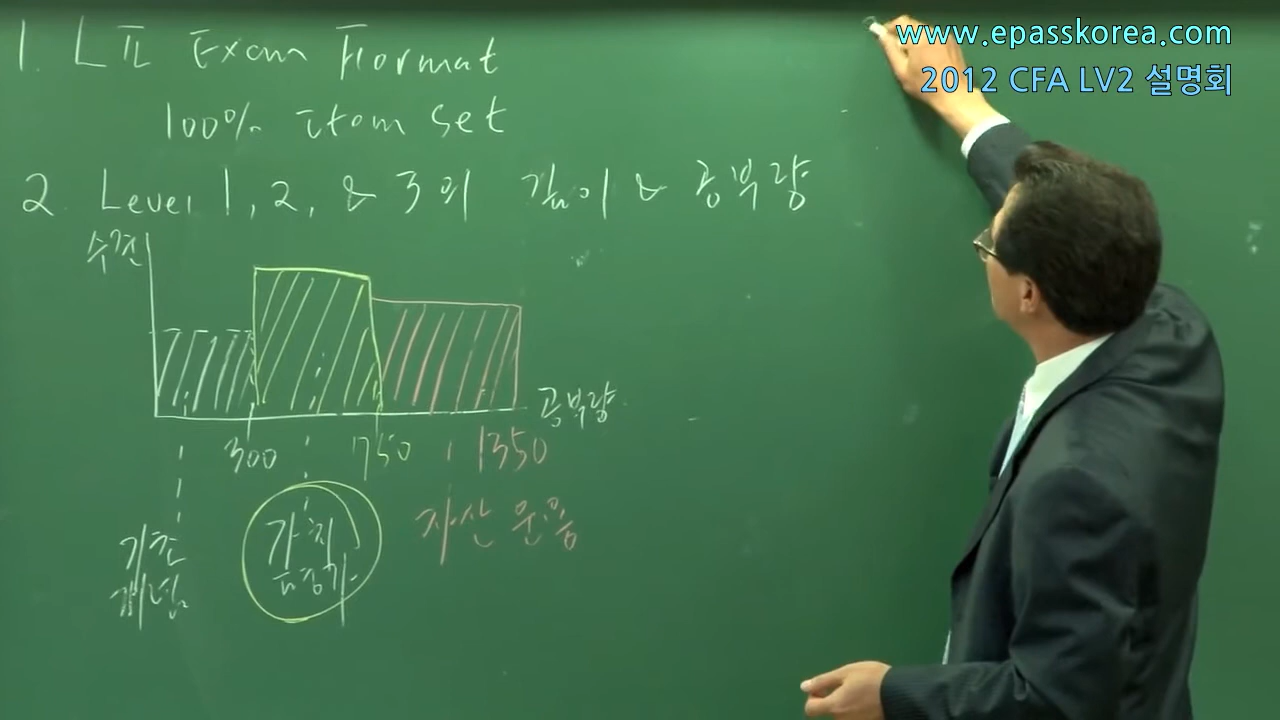 1. L Ⅱ Exam Format
100% Item Set
2. Level 1, 2, & 3의 깊이 & 공부량
수준
공부량
300 750 1350
기준 개념
가치 평가
자산 운용
www.epasskorea.com
2012 CFA LV2 설명회